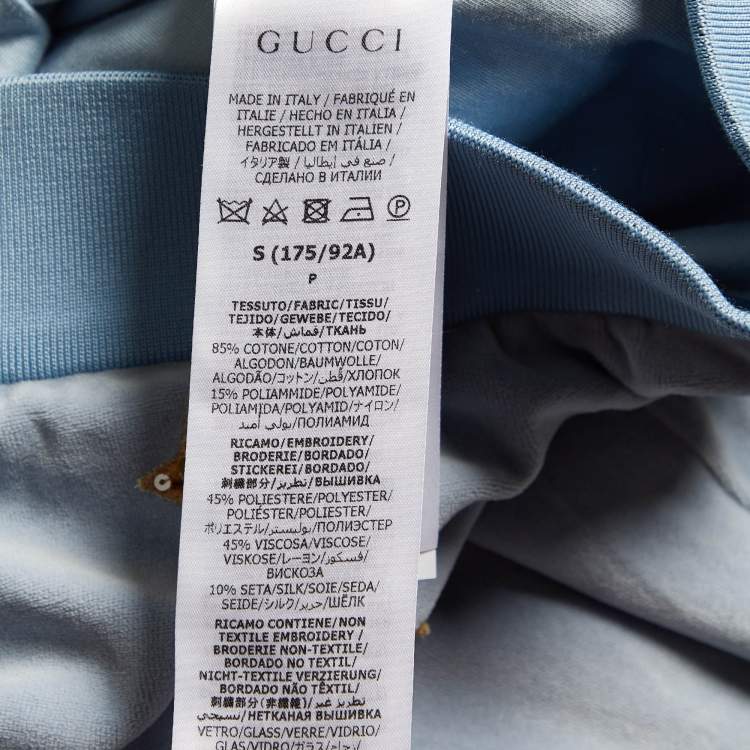 GUCCI
MADE IN ITALY / FABRIQUÉ EN
ITALIE / HECHO EN ITALIA /
HERGESTELLT IN ITALIEN /
FABRICADO EM ITÁLIA /
イタリア製 / صنع في إيطاليا /
СДЕЛАНО В ИТАЛИИ
P
S (175/92A)
P
TESSUTO/FABRIC/TISSU/
TEJIDO/GEWEBE/TECIDO/
本体/قماش/ТКАНЬ
85% COTONE/COTTON/COTON/
ALGODON/BAUMWOLLE/
ALGODÃO/コットン/قطن/ХЛОПОК
15% POLIAMMIDE/POLYAMIDE/
POLIAMIDA/POLYAMID/ナイロン/
بولي أميد/ПОЛИАМИД
RICAMO/EMBROIDERY/
BRODERIE/BORDADO/
STICKEREI/BORDADO/
刺繍部分/تطريز/ВЫШИВКА
45% POLIESTERE/POLYESTER/
POLIÉSTER/POLIESTER/
ポリエステル/بوليستر/ПОЛИЭСТЕР
45% VISCOSA/VISCOSE/
VISKOSE/レーヨン/فسكوز/
ВИСКОЗА
10% SETA/SILK/SOIE/SEDA/
SEIDE/シルク/حرير/ШЁЛК
RICAMO CONTIENE/NON
TEXTILE EMBROIDERY/
BRODERIE NON-TEXTILE/
BORDADO NO TEXTIL/
NICHT-TEXTILE VERZIERUNG/
BORDADO NÃO TÊXTIL/
刺繍部分(非繊維)/تطريز غير
نسيجي/НЕТКАНАЯ ВЫШИВКА
VETRO/GLASS/VERRE/VIDRIO/
GLAS/VIDRO/ガラス/زجاج/